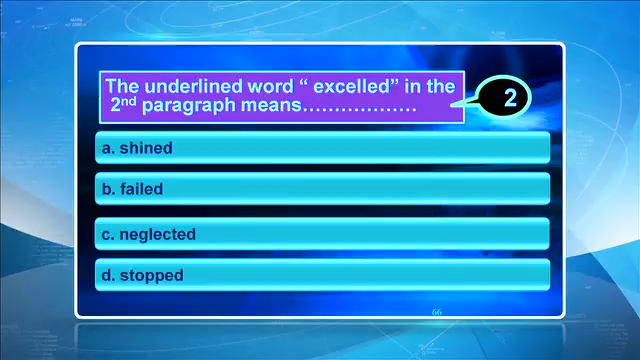 The underlined word “ excelled” in the
2nd paragraph means..................
2
a. shined
b. failed
c. neglected
d. stopped
66